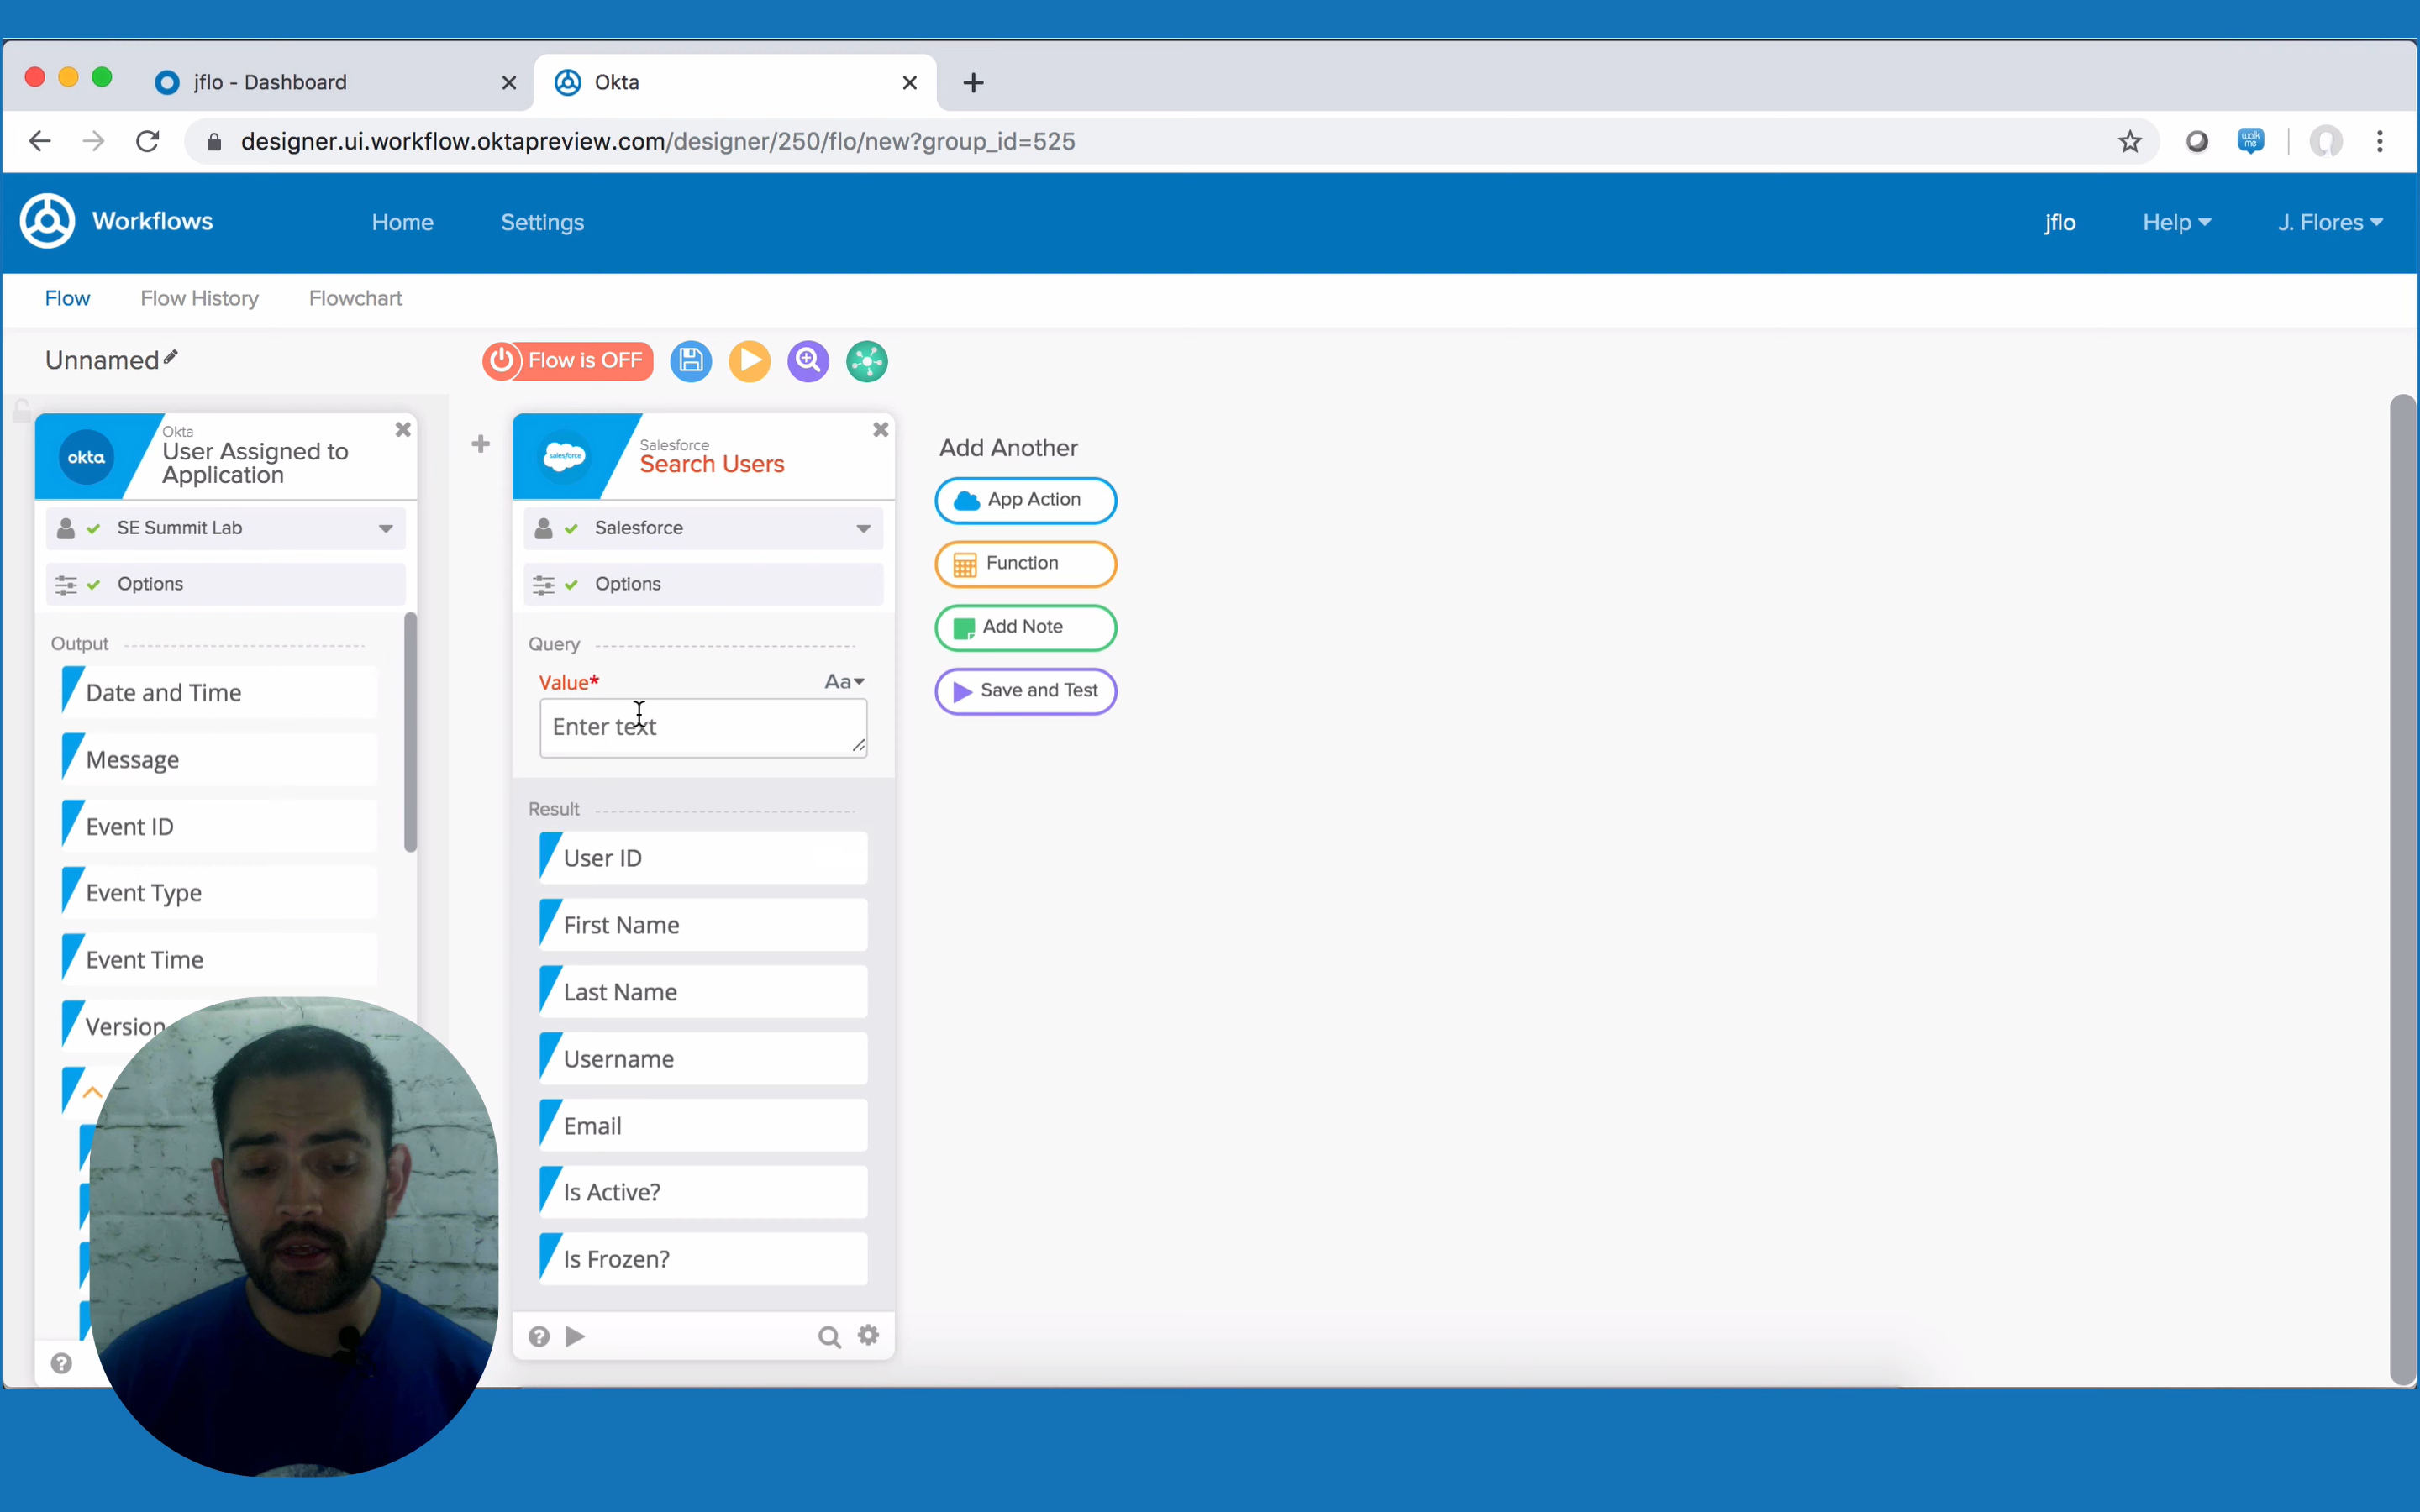 jflo - Dashboard
Okta
designer.ui.workflow.oktapreview.com/designer/250/flo/new?group_id=525
walk
me
Workflows
Home
Settings
jflo
Help
J. Flores
Flow
Flow History
Flowchart
Unnamed
Flow is OFF
okta
Okta
User Assigned to
Application
SE Summit Lab
Options
Output
Date and Time
Message
Event ID
Event Type
Event Time
Version
salesforce
Salesforce
Search Users
Salesforce
Options
Query
Value*
Aa
Enter text
Result
User ID
First Name
Last Name
Username
Email
Is Active?
Is Frozen?
Add Another
App Action
Function
Add Note
Save and Test